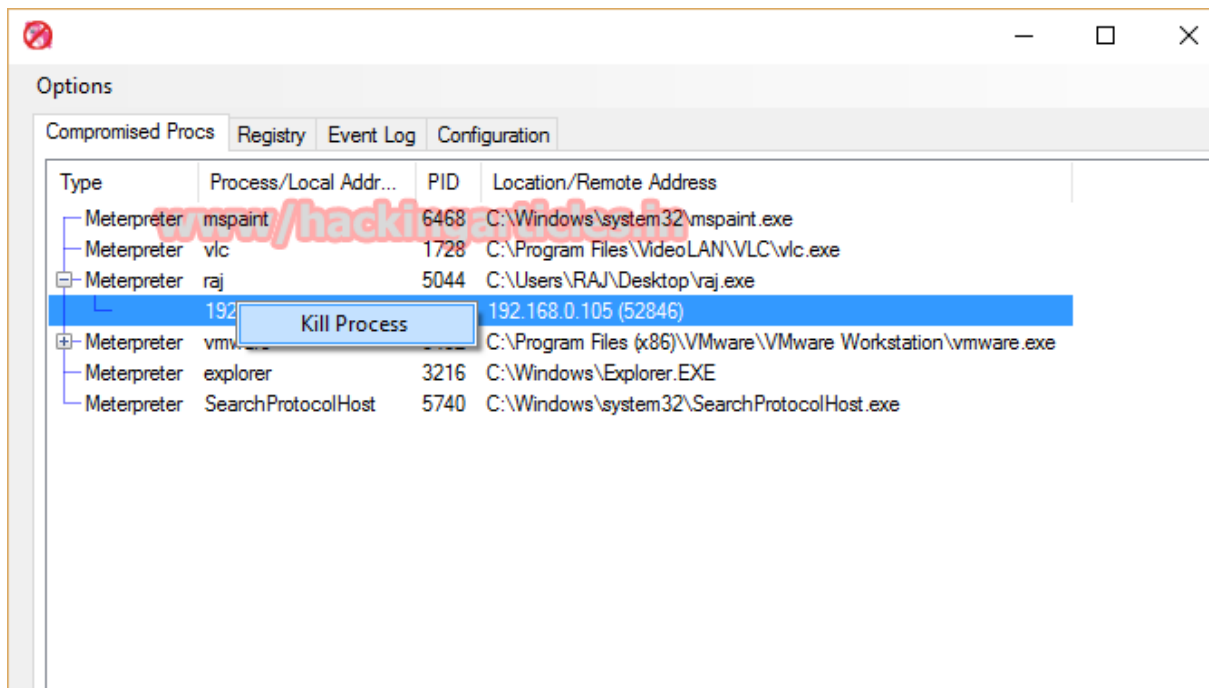 Options
Compromised Procs Registry Event Log Configuration
Type Process/Local Addr... PID Location/Remote Address
Meterpreter mspaint 6468 C:\Windows\system32\mspaint.exe
www/hackingarticles.in
Meterpreter vlc 1728 C:\Program Files\VideoLAN\VLC\vlc.exe
Meterpreter raj 5044 C:\Users\RAJ\Desktop\raj.exe
192 192.168.0.105 (52846)
Kill Process
Meterpreter C:\Program Files (x86)\VMware\VMware Workstation\vmware.exe
Meterpreter explorer 3216 C:\Windows\Explorer.EXE
Meterpreter SearchProtocolHost 5740 C:\Windows\system32\SearchProtocolHost.exe